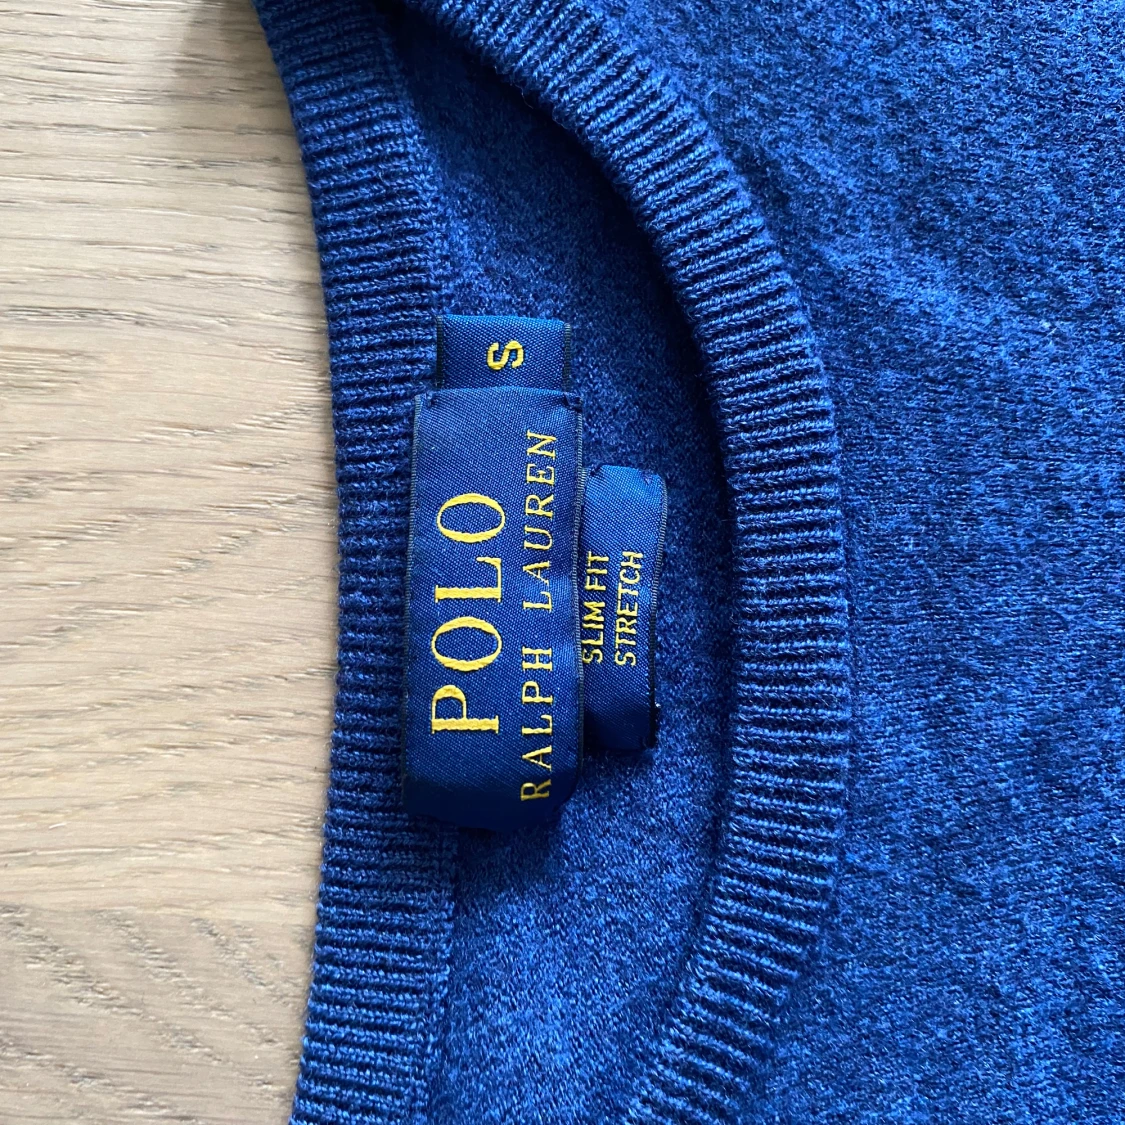 S
POLO
RALPH LAUREN
SLIM FIT
STRETCH